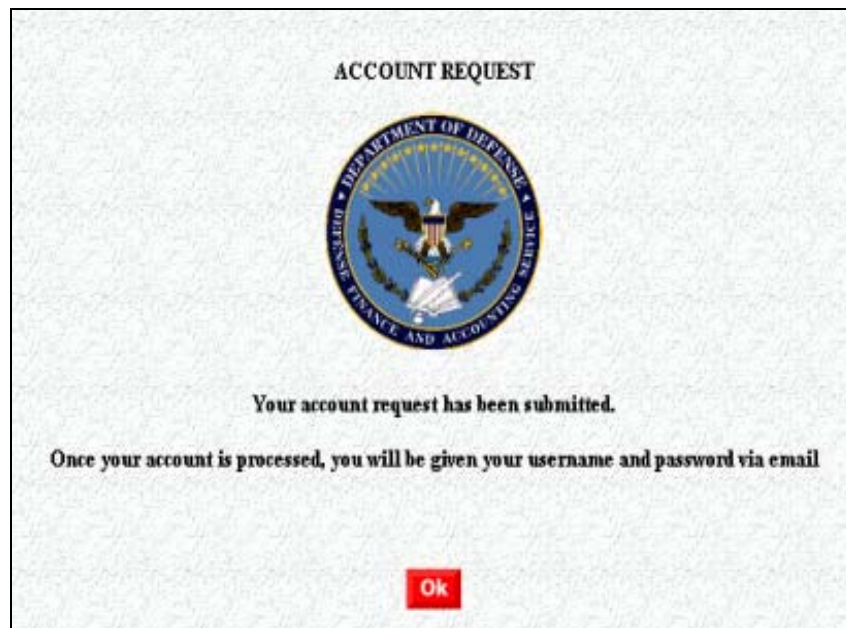 ACCOUNT REQUEST
DEPARTMENT OF DEFENSE
DEFENSE FINANCE AND ACCOUNTING SERVICE
Your account request has been submitted.
Once your account is processed, you will be given your username and password via email
Ok